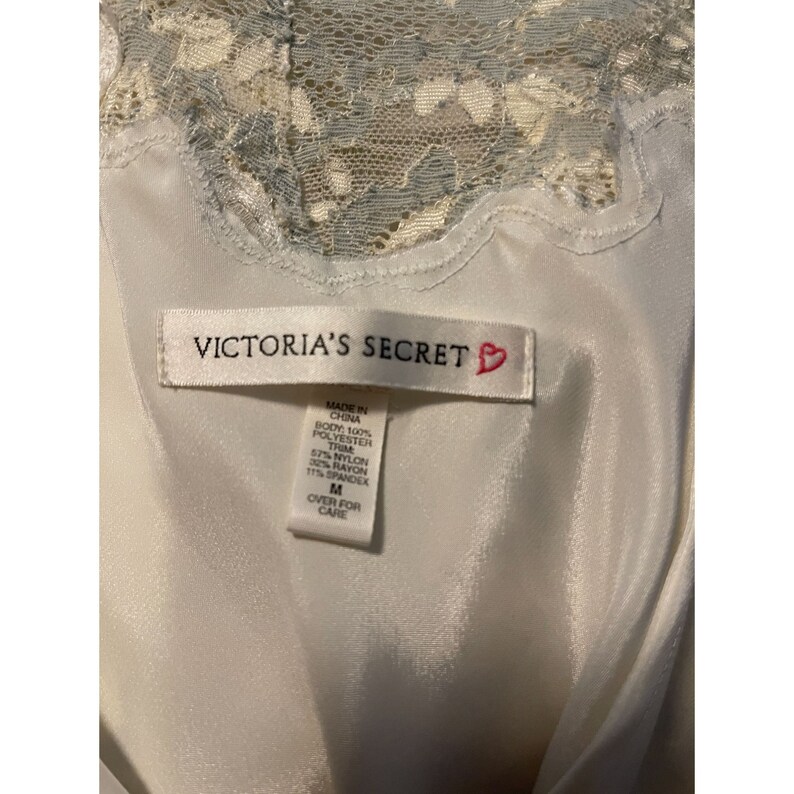 VICTORIA'S SECRET
MADE IN
CHINA
BODY: 100%
POLYESTER
TRIM:
57% NYLON
32% RAYON
11% SPANDEX
M
OVER FOR
CARE